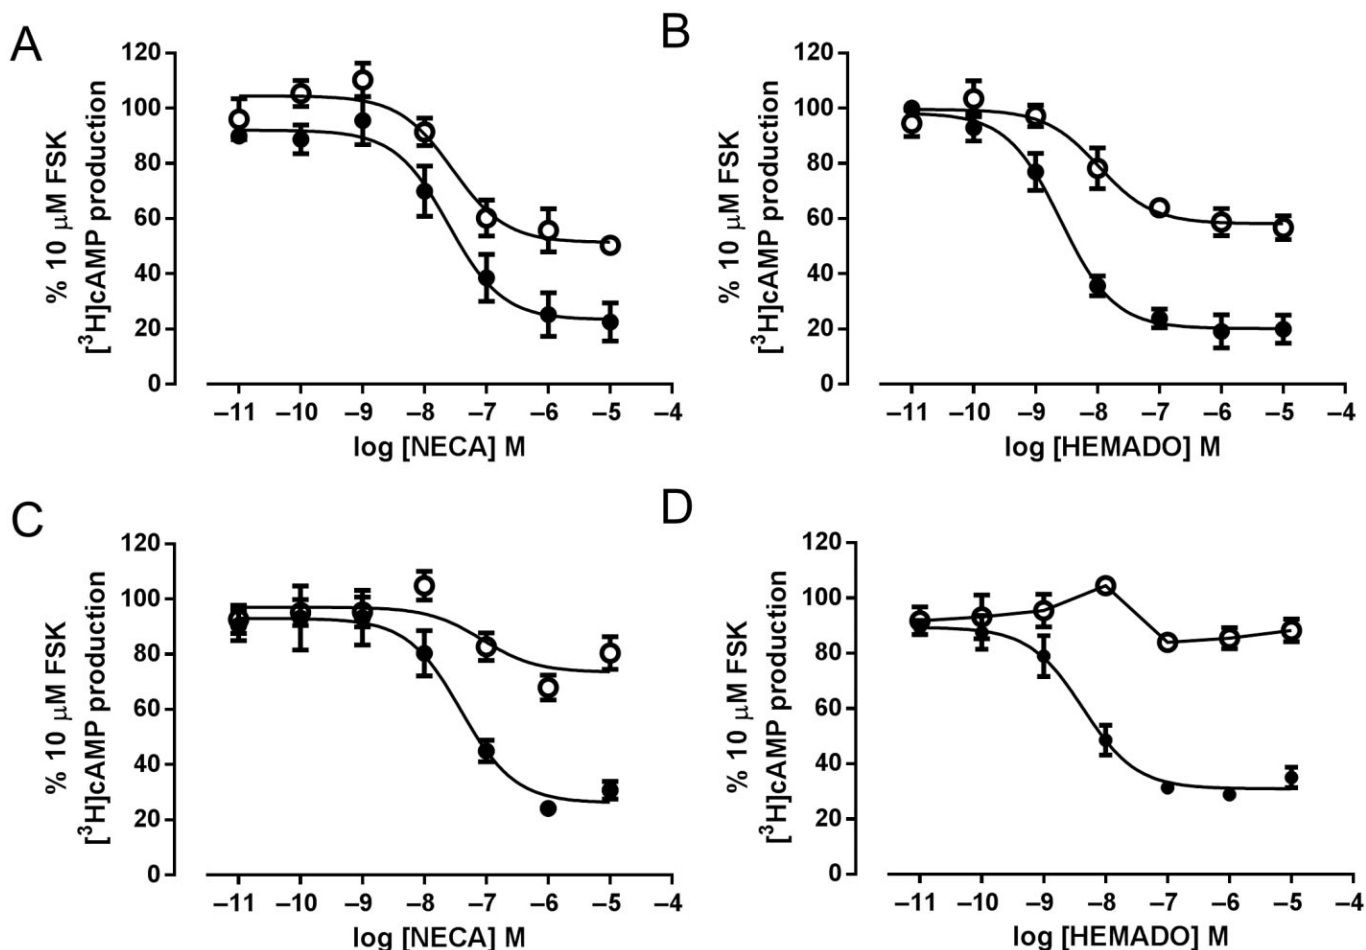 A
% 10 μM FSK
[³H]cAMP production
120
100
80
60
40
20
0
–11 –10 –9 –8 –7 –6 –5 –4
log [NECA] M
B
% 10 μM FSK
[³H]cAMP production
120
100
80
60
40
20
0
–11 –10 –9 –8 –7 –6 –5 –4
log [HEMADO] M
C
% 10 μM FSK
[³H]cAMP production
120
100
80
60
40
20
0
–11 –10 –9 –8 –7 –6 –5 –4
log [NECA] M
D
% 10 μM FSK
[³H]cAMP production
120
100
80
60
40
20
0
–11 –10 –9 –8 –7 –6 –5 –4
log [HEMADO] M